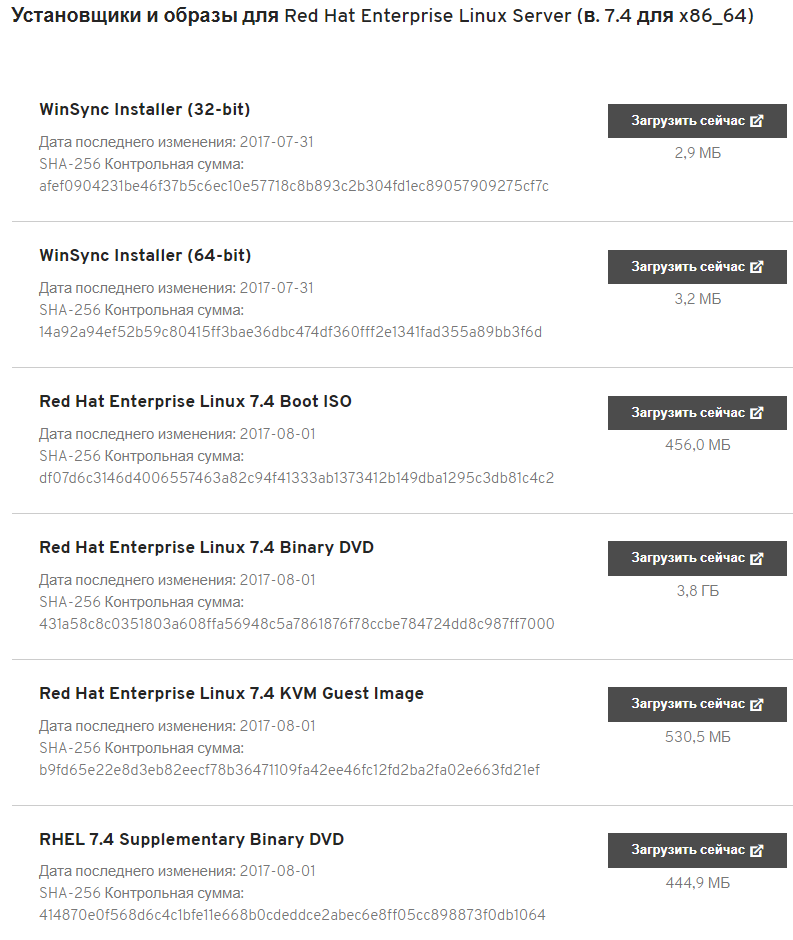 Установщики и образы для Red Hat Enterprise Linux Server (в. 7.4 для x86_64)
WinSync Installer (32-bit)
Загрузить сейчас
Дата последнего изменения: 2017-07-31
2,9 МБ
SHA-256 Контрольная сумма:
afef0904231be46f37b5c6ec10e57718c8b893c2b304fd1ec89057909275cf7c
WinSync Installer (64-bit)
Загрузить сейчас
Дата последнего изменения: 2017-07-31
3,2 МБ
SHA-256 Контрольная сумма:
14a92a94ef52b59c80415ff3bae36dbc474df360fff2e1341fad355a89bb3f6d
Red Hat Enterprise Linux 7.4 Boot ISO
Загрузить сейчас
Дата последнего изменения: 2017-08-01
456,0 МБ
SHA-256 Контрольная сумма:
df07d6c3146d4006557463a82c94f41333ab1373412b149dba1295c3db81c4c2
Red Hat Enterprise Linux 7.4 Binary DVD
Загрузить сейчас
Дата последнего изменения: 2017-08-01
3,8 ГБ
SHA-256 Контрольная сумма:
431a58c8c0351803a608ffa56948c5a7861876f78ccbe784724dd8c987ff7000
Red Hat Enterprise Linux 7.4 KVM Guest Image
Загрузить сейчас
Дата последнего изменения: 2017-08-01
530,5 МБ
SHA-256 Контрольная сумма:
b9fd65e22e8d3eb82eecf78b36471109fa42ee46fc12fd2ba2fa02e663fd21ef
RHEL 7.4 Supplementary Binary DVD
Загрузить сейчас
Дата последнего изменения: 2017-08-01
444,9 МБ
SHA-256 Контрольная сумма:
414870e0f568d6c4c1bfe11e668b0cdeddce2abec6e8ff05cc898873f0db1064